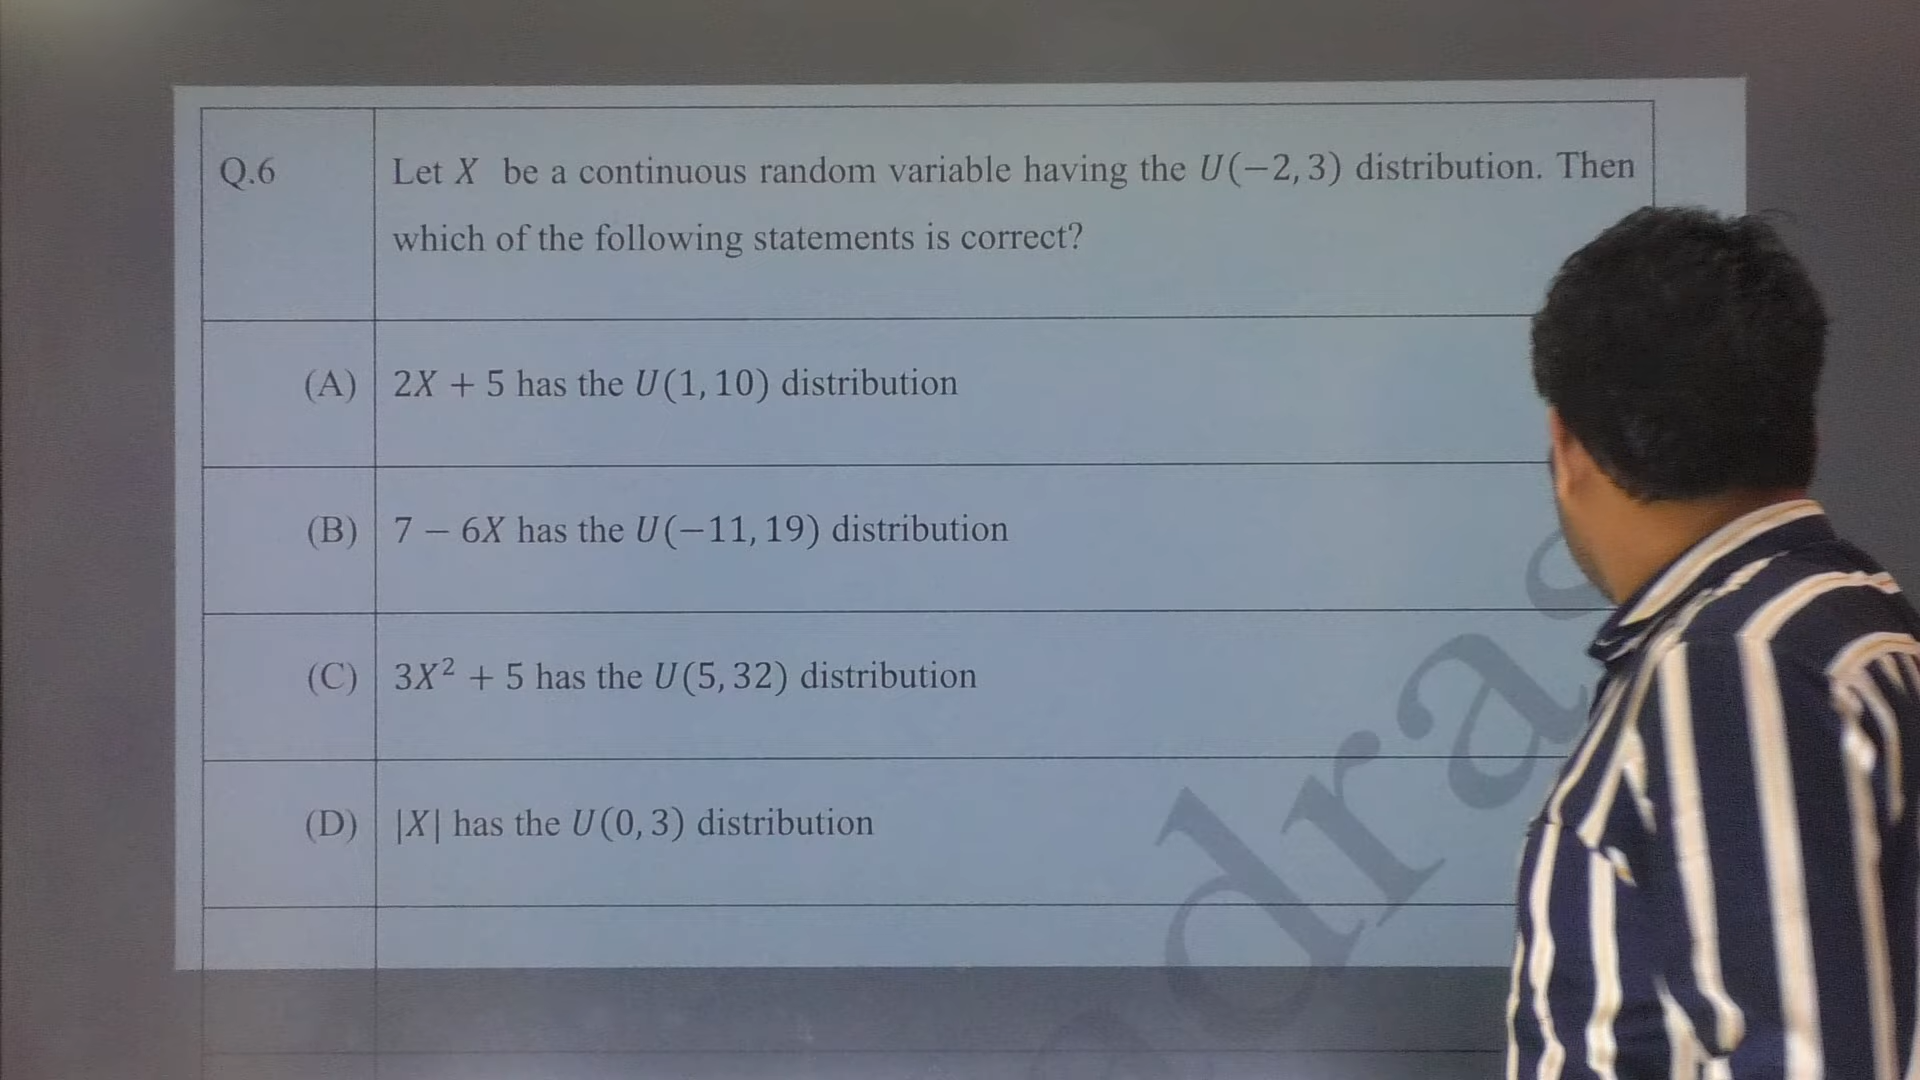 Q.6 Let X be a continuous random variable having the U(−2, 3) distribution. Then
which of the following statements is correct?
(A) 2X + 5 has the U(1, 10) distribution
(B) 7 − 6X has the U(−11, 19) distribution
(C) 3X² + 5 has the U(5, 32) distribution
(D) |X| has the U(0, 3) distribution